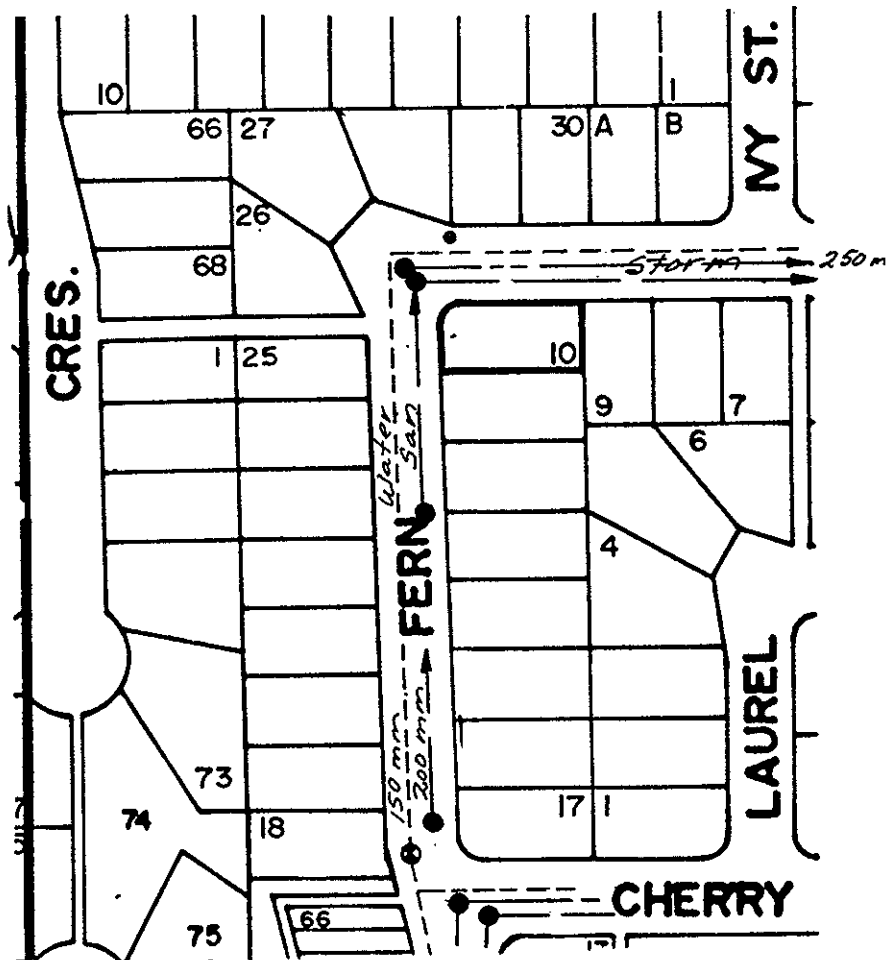 10
1
ST.
66 27
30 A
B
IVY
26
68
Storm
250 m
CRES.
1 25
10
9
7
6
Water
San
FERN
4
LAUREL
150 mm
200 mm
73
74
18
17 1
75
66
CHERRY